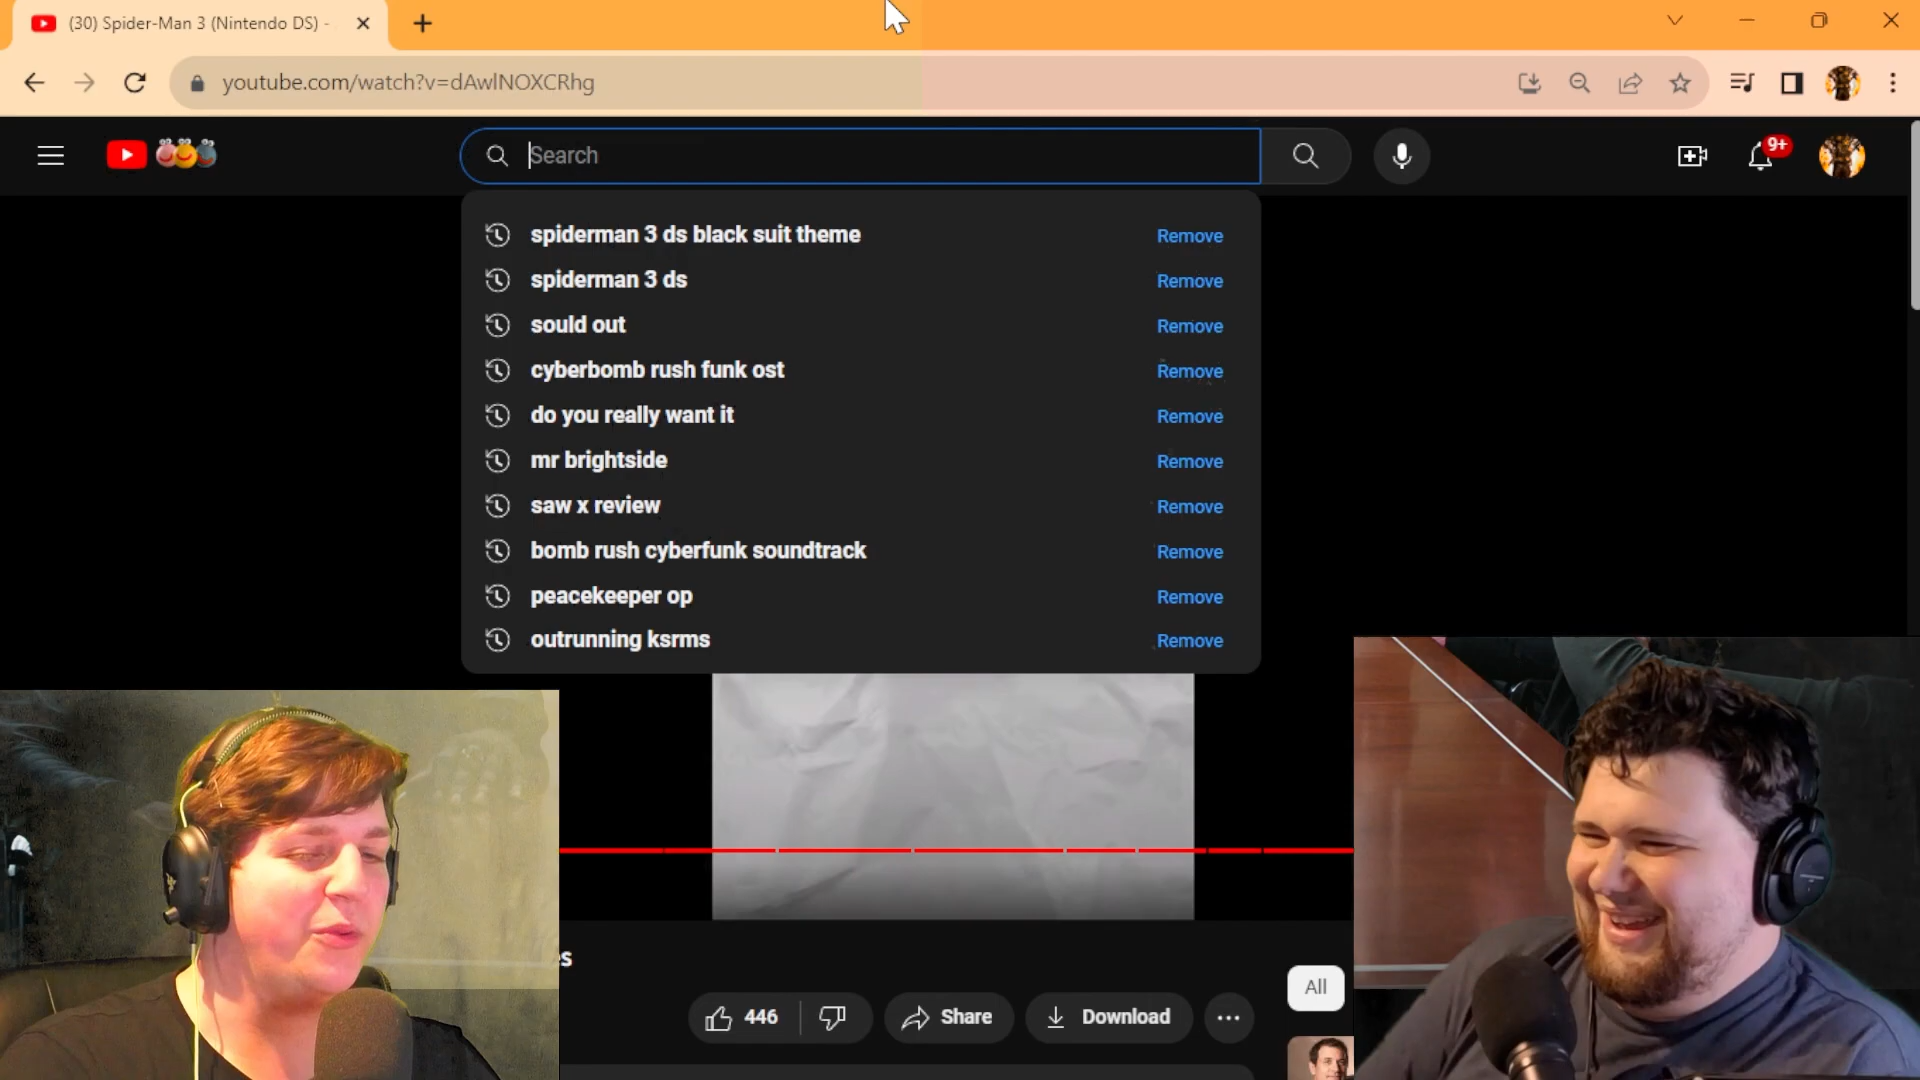 (30) Spider-Man 3 (Nintendo DS) -
youtube.com/watch?v=dAwlNOXCRhg
Search
9+
spiderman 3 ds black suit theme Remove
spiderman 3 ds Remove
sould out Remove
cyberbomb rush funk ost Remove
do you really want it Remove
mr brightside Remove
saw x review Remove
bomb rush cyberfunk soundtrack Remove
peacekeeper op Remove
outrunning ksrms Remove
es
446 Share Download
All